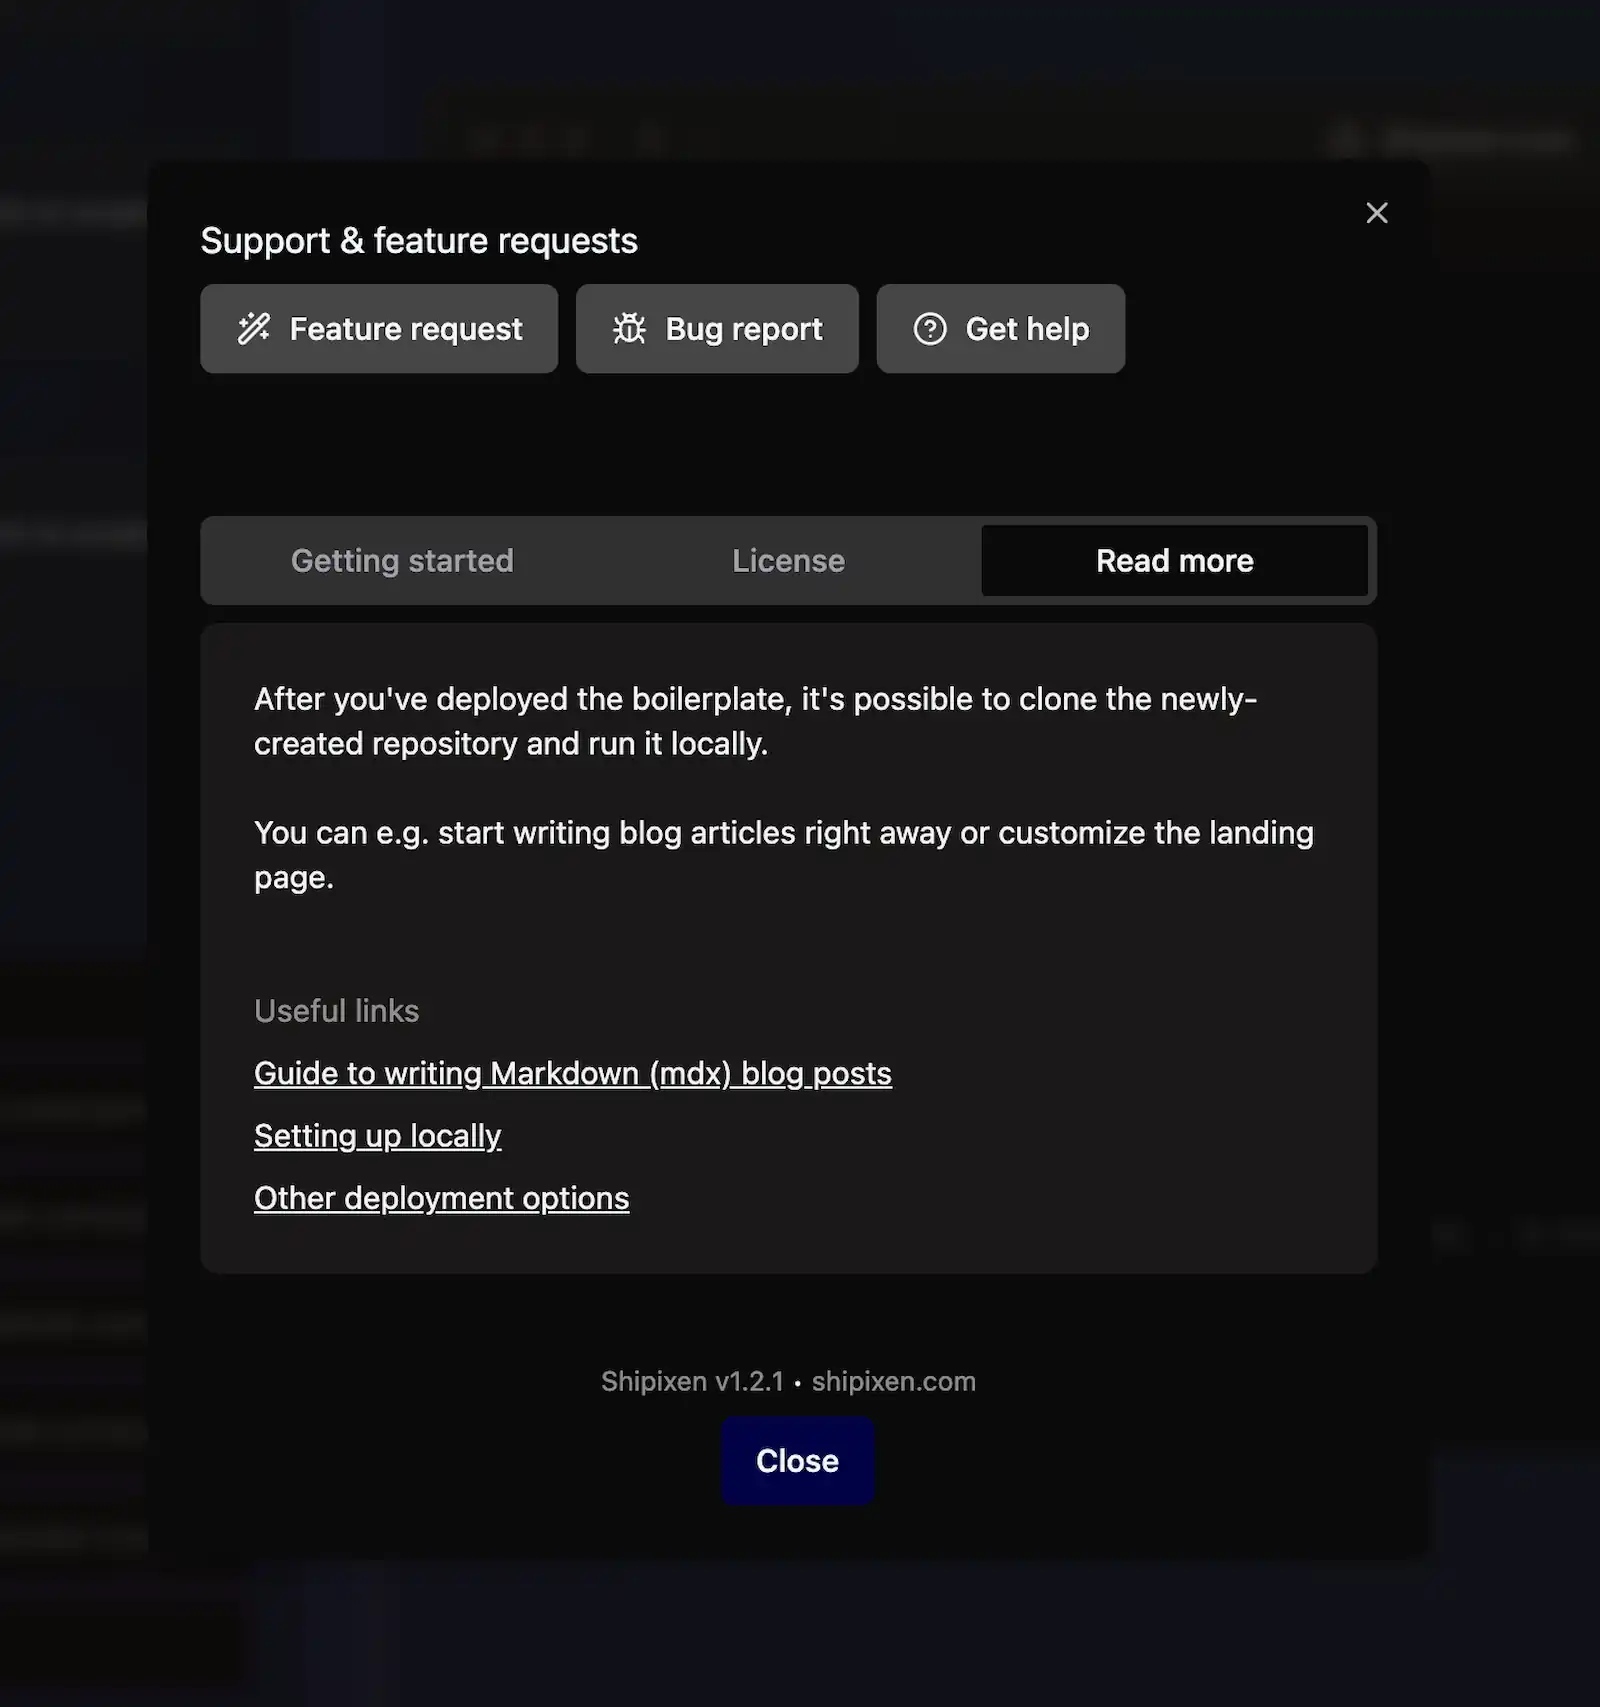 Support & feature requests
Feature request
Bug report
Get help
Getting started
License
Read more
After you've deployed the boilerplate, it's possible to clone the newly-
created repository and run it locally.
You can e.g. start writing blog articles right away or customize the landing
page.
Useful links
Guide to writing Markdown (mdx) blog posts
Setting up locally
Other deployment options
Shipixen v1.2.1 • shipixen.com
Close